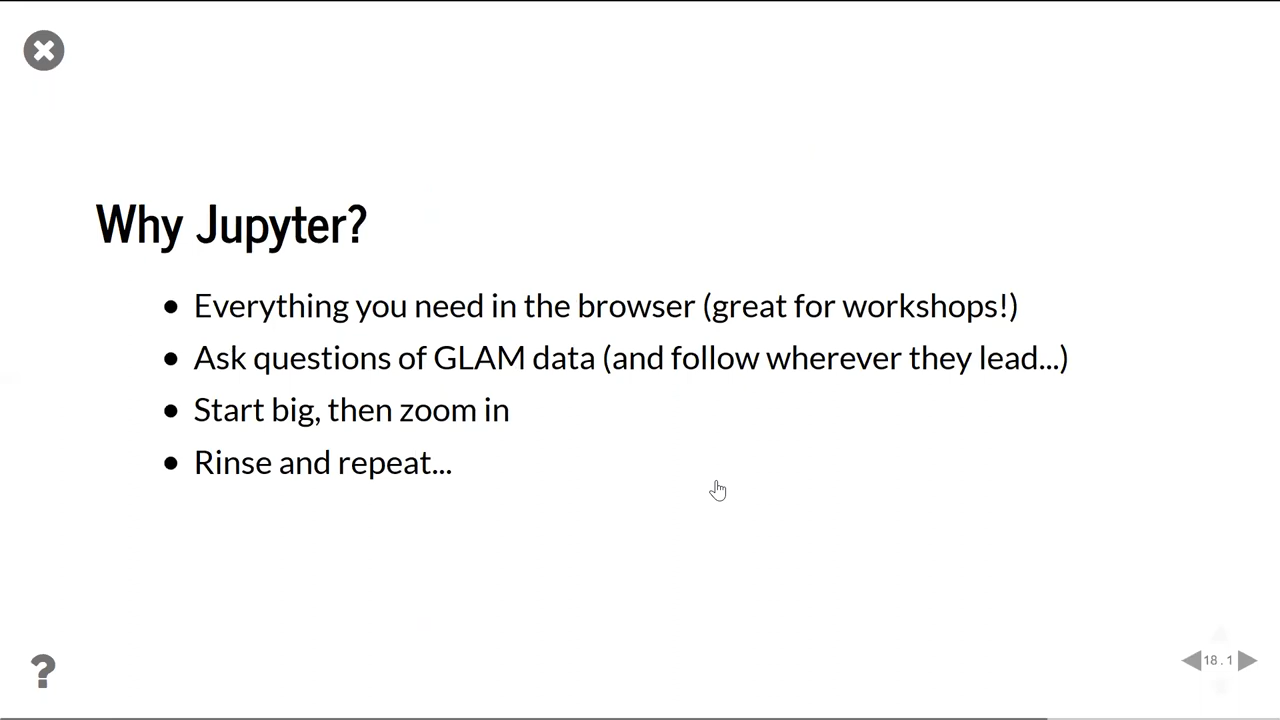 Why Jupyter?
• Everything you need in the browser (great for workshops!)
• Ask questions of GLAM data (and follow wherever they lead...)
• Start big, then zoom in
• Rinse and repeat...
?
18.1